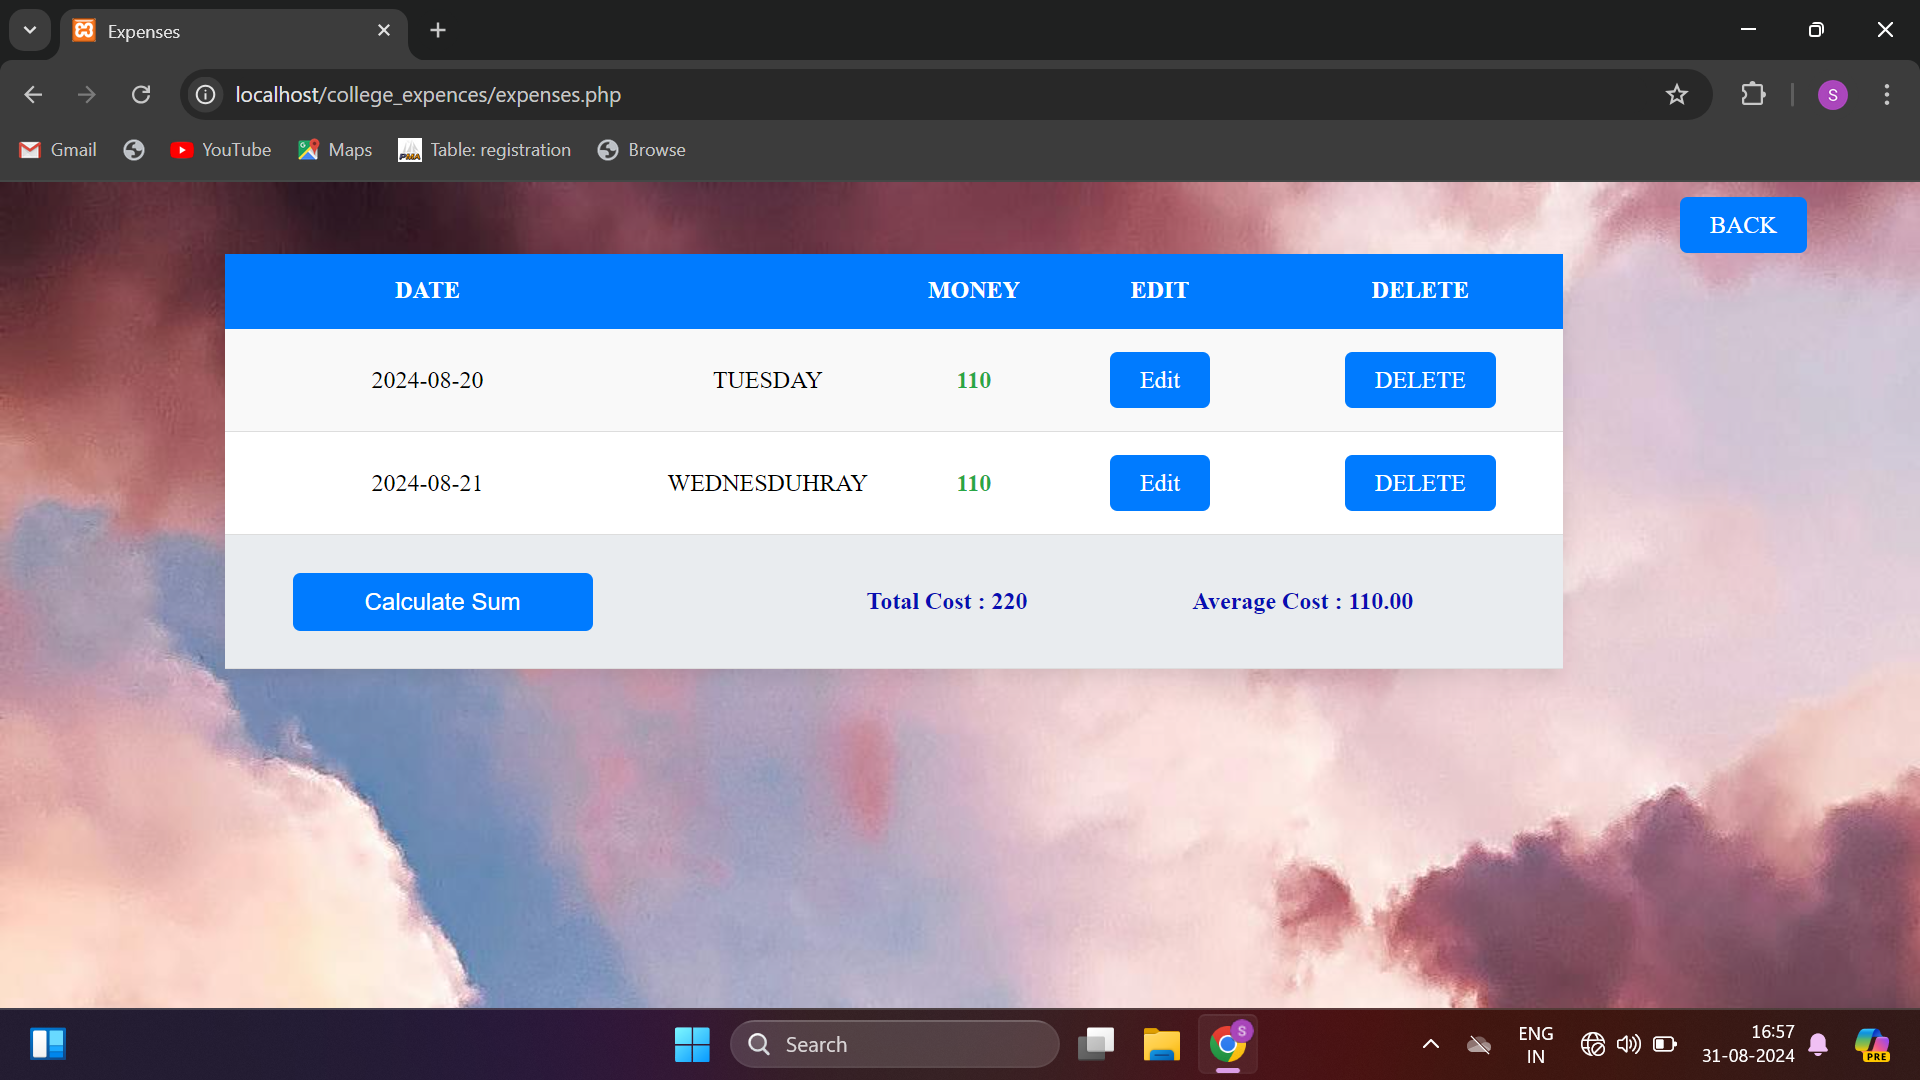 Expenses
localhost/college_expences/expenses.php
S
Gmail
YouTube
Maps
PMA
Table: registration
Browse
BACK
DATE MONEY EDIT DELETE
2024-08-20 TUESDAY 110 Edit DELETE
2024-08-21 WEDNESDUHRAY 110 Edit DELETE
Calculate Sum Total Cost : 220 Average Cost : 110.00
Search
S
ENG
IN
16:57
31-08-2024
PRE